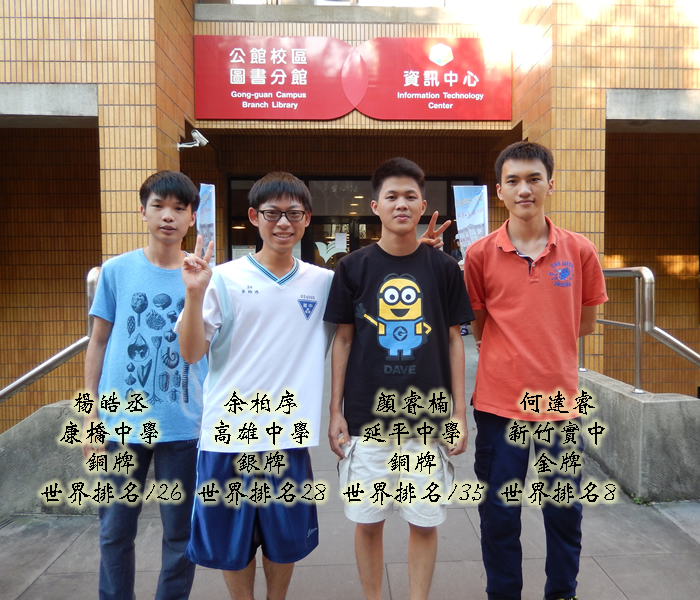 公館校區
圖書分館
Gong-guan Campus
Branch Library
資訊中心
Information Technology
Center
DAVE
楊皓丞
康橋中學
銅牌
世界排名126
余柏序
高雄中學
銀牌
世界排名28
顏睿楠
延平中學
銅牌
世界排名135
何達睿
新竹實中
金牌
世界排名8